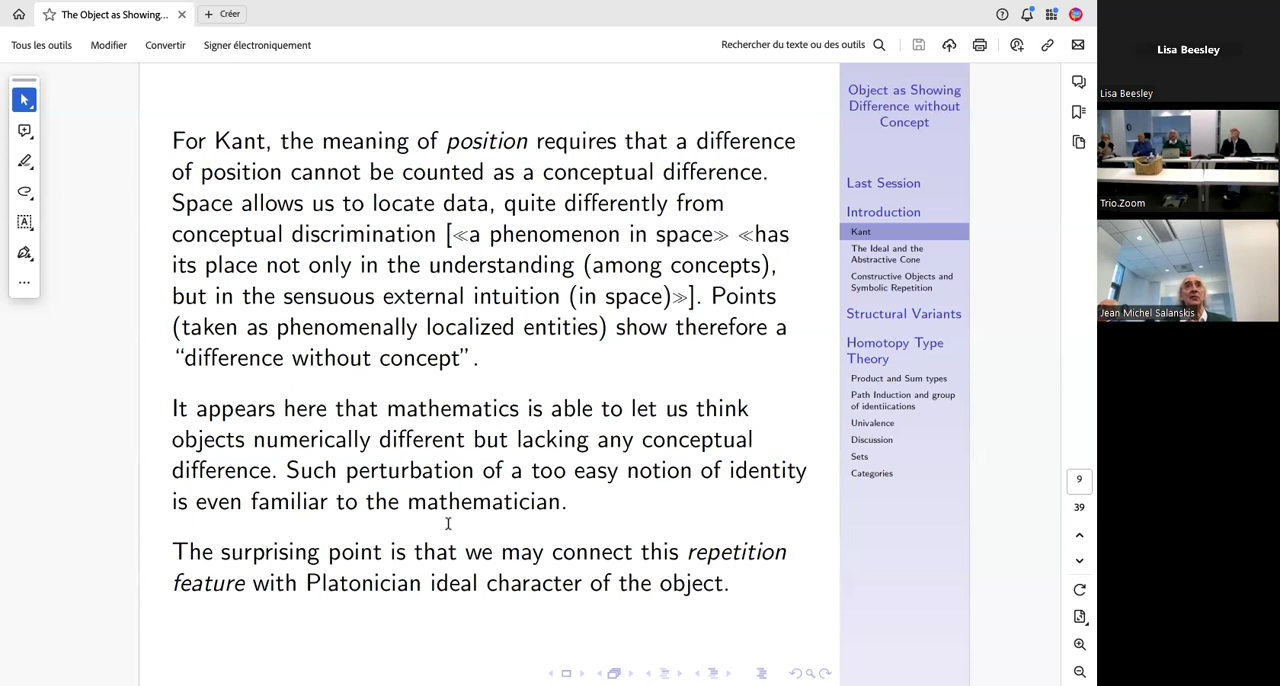 The Object as Showing...
Créer
Tous les outils
Modifier
Convertir
Signer électroniquement
Rechercher du texte ou des outils
For Kant, the meaning of position requires that a difference
of position cannot be counted as a conceptual difference.
Space allows us to locate data, quite differently from
conceptual discrimination [≪a phenomenon in space≫ ≪has
its place not only in the understanding (among concepts),
but in the sensuous external intuition (in space)≫]. Points
(taken as phenomenally localized entities) show therefore a
“difference without concept”.
It appears here that mathematics is able to let us think
objects numerically different but lacking any conceptual
difference. Such perturbation of a too easy notion of identity
is even familiar to the mathematician.
The surprising point is that we may connect this repetition
feature with Platonician ideal character of the object.
Object as Showing
Difference without
Concept
Last Session
Introduction
Kant
The Ideal and the
Abstractive Cone
Constructive Objects and
Symbolic Repetition
Structural Variants
Homotopy Type
Theory
Product and Sum types
Path Induction and group
of identiications
Univalence
Discussion
Sets
Categories
9
39
Lisa Beesley
Lisa Beesley
Trio.Zoom
Jean Michel Salanskis